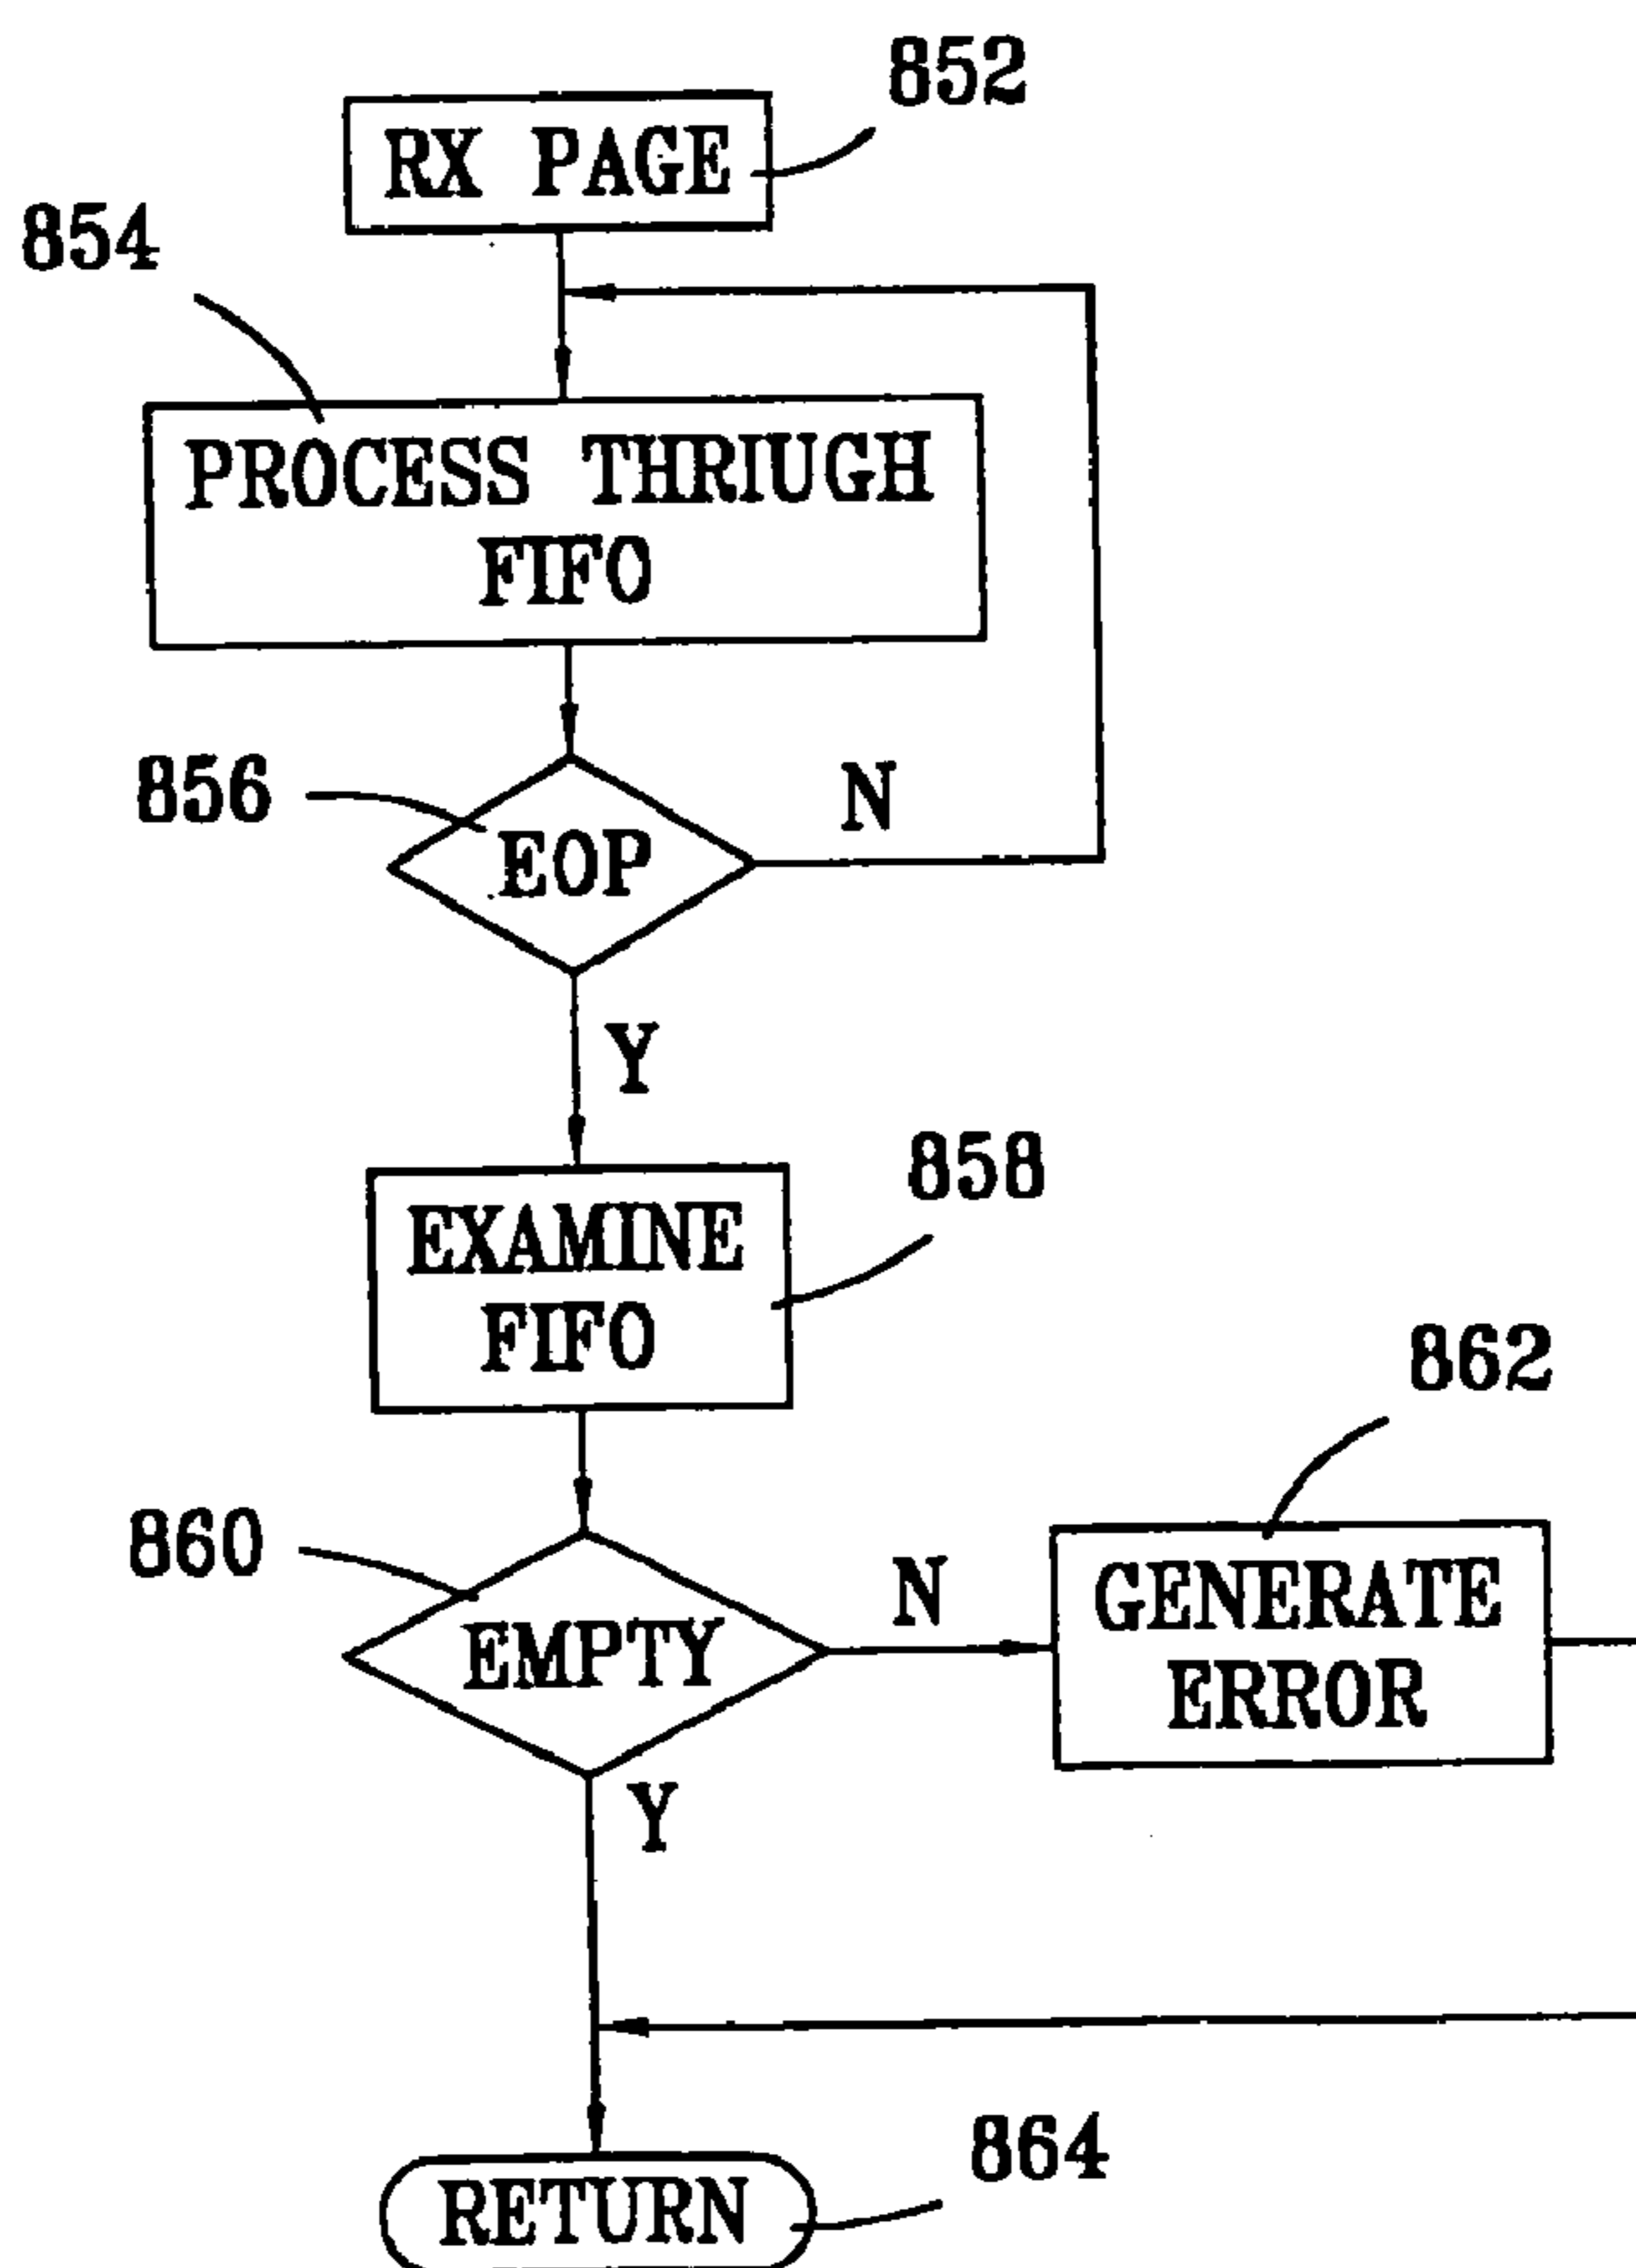 852
RX PAGE
854
PROCESS THRIUGH
FIFO
856
EOP
N
Y
858
EXAMINE
FIFO
862
860
EMPTY
N
GENERATE
ERROR
Y
864
RETURN